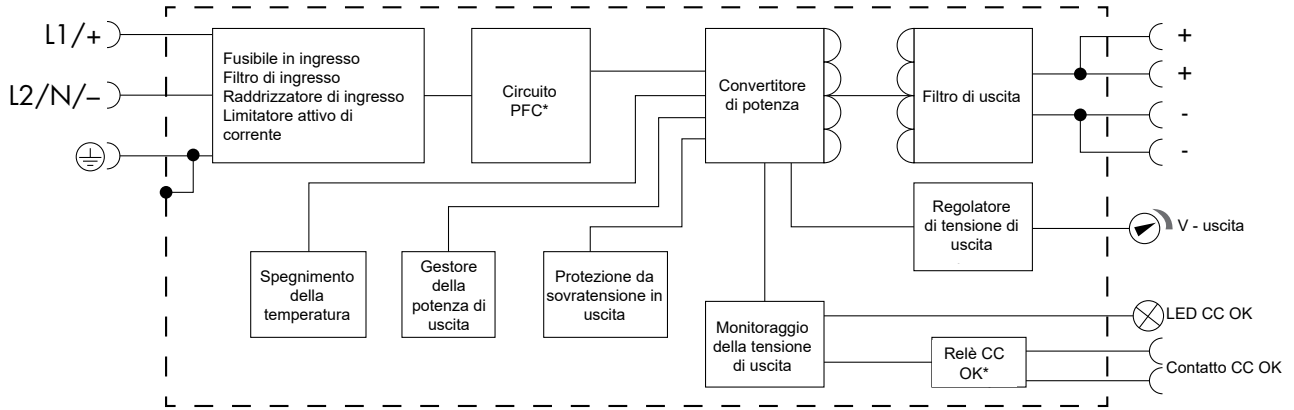 L1/+
L2/N/–
Fusibile in ingresso
Filtro di ingresso
Raddrizzatore di ingresso
Limitatore attivo di
corrente
Circuito
PFC*
Convertitore
di potenza
Filtro di uscita
+
+
-
-
Spegnimento
della
temperatura
Gestore
della
potenza di
uscita
Protezione da
sovratensione in
uscita
Regolatore
di tensione di
uscita
V - uscita
Monitoraggio
della tensione
di uscita
Relè CC
OK*
LED CC OK
Contatto CC OK